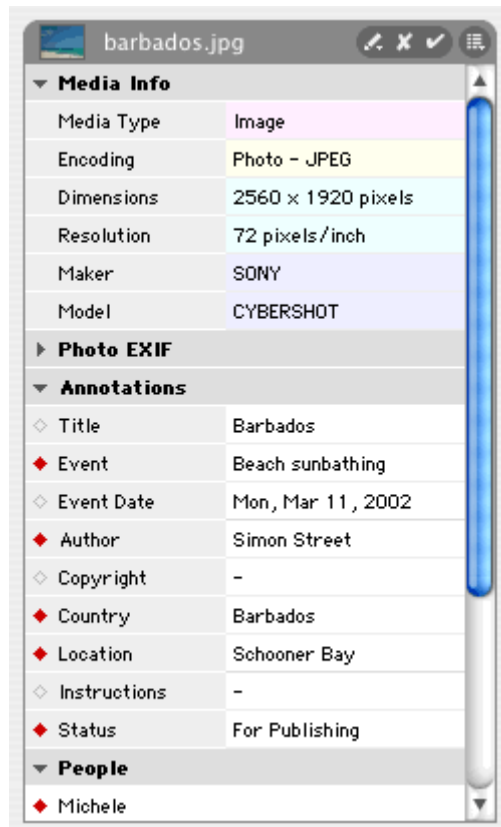 barbados.jpg
Media Info
Media Type Image
Encoding Photo - JPEG
Dimensions 2560 x 1920 pixels
Resolution 72 pixels/inch
Maker SONY
Model CYBERSHOT
Photo EXIF
Annotations
Title Barbados
Event Beach sunbathing
Event Date Mon, Mar 11, 2002
Author Simon Street
Copyright -
Country Barbados
Location Schooner Bay
Instructions -
Status For Publishing
People
Michele